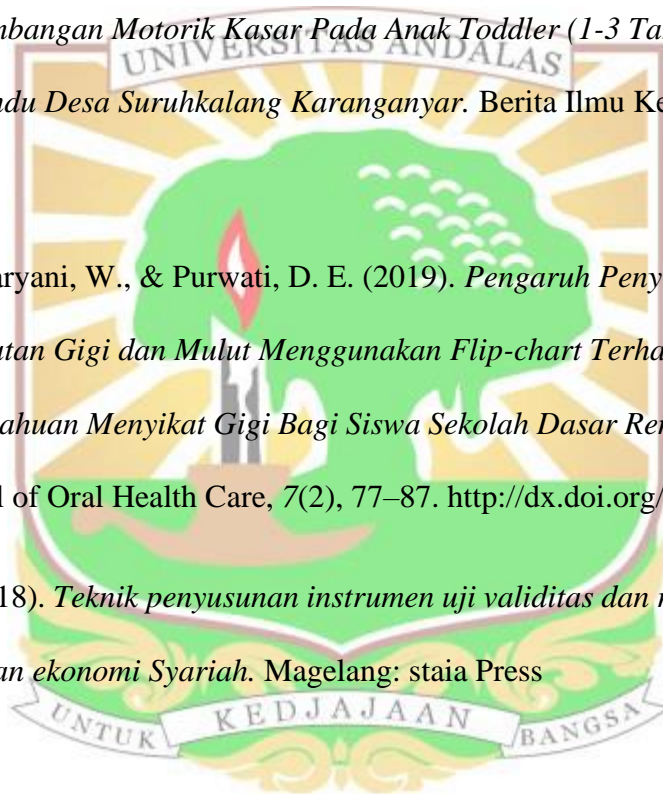 mbangan Motorik Kasar Pada Anak Toddler (1-3 Ta
UNIVERSITAS ANDALAS
ndu Desa Suruhkalang Karanganyar. Berita Ilmu Ke
aryani, W., & Purwati, D. E. (2019). Pengaruh Peny
atan Gigi dan Mulut Menggunakan Flip-chart Terha
ahuan Menyikat Gigi Bagi Siswa Sekolah Dasar Ren
l of Oral Health Care, 7(2), 77–87. http://dx.doi.org/
18). Teknik penyusunan instrumen uji validitas dan r
an ekonomi Syariah. Magelang: staia Press
UNTUK KEDJAJAAN BANGSA